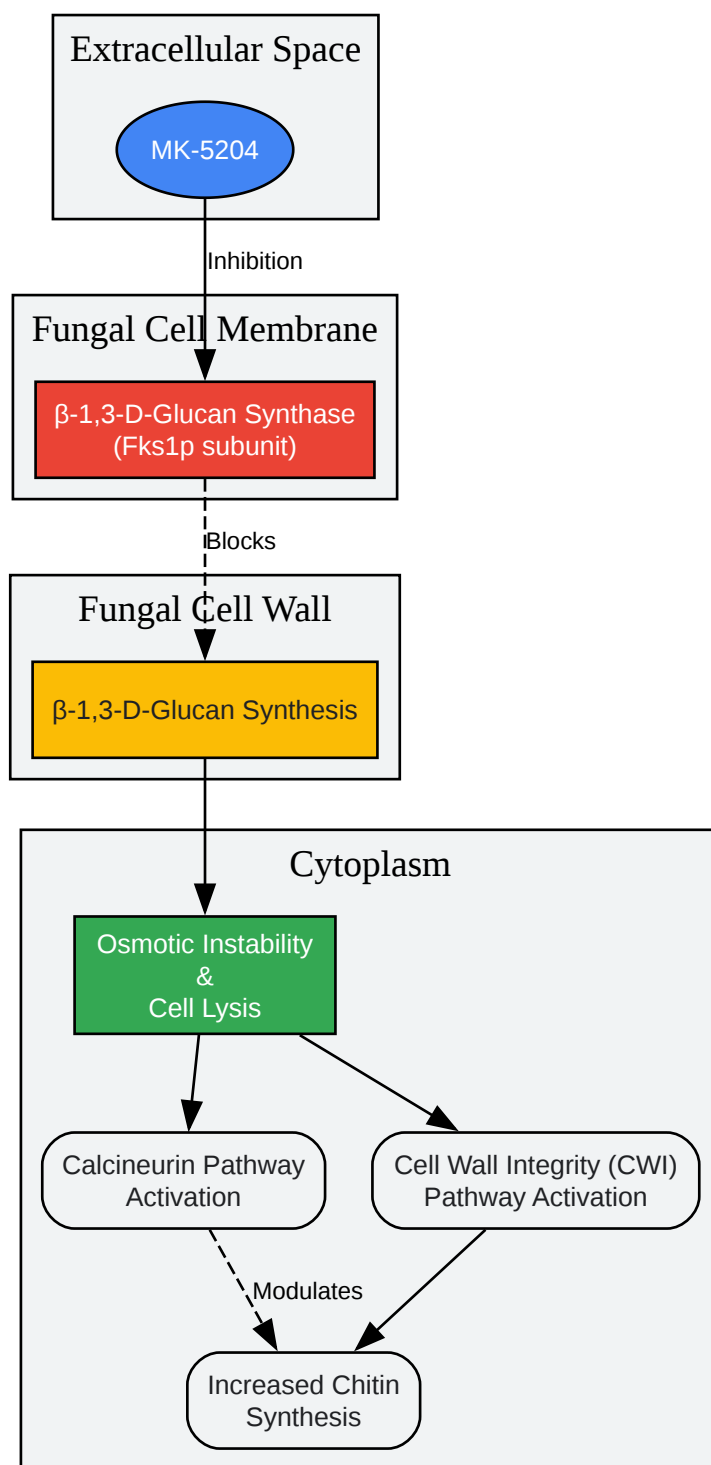 Extracellular Space
MK-5204
Inhibition
Fungal Cell Membrane
β-1,3-D-Glucan Synthase
(Fks1p subunit)
Blocks
Fungal Cell Wall
β-1,3-D-Glucan Synthesis
Cytoplasm
Osmotic Instability
&
Cell Lysis
Calcineurin Pathway
Activation
Cell Wall Integrity (CWI)
Pathway Activation
Modulates
Increased Chitin
Synthesis